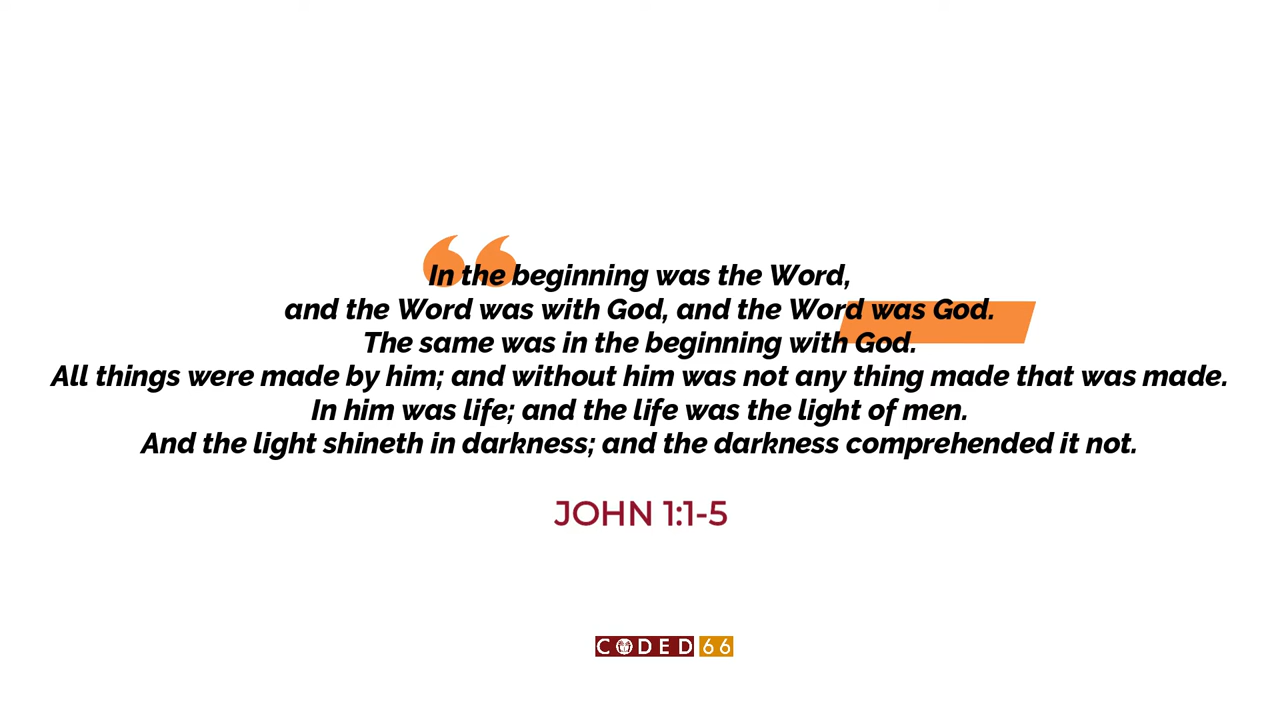 In the beginning was the Word,
and the Word was with God, and the Word was God.
The same was in the beginning with God.
All things were made by him; and without him was not any thing made that was made.
In him was life; and the life was the light of men.
And the light shineth in darkness; and the darkness comprehended it not.
JOHN 1:1-5
CODED 66